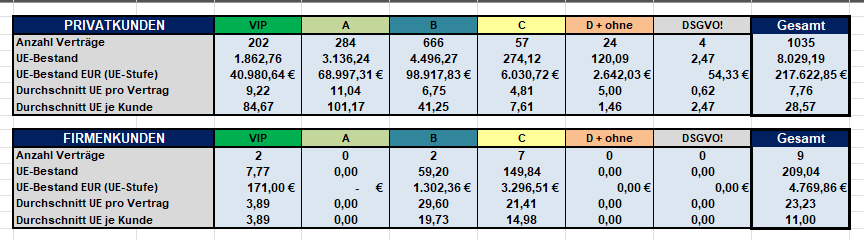 PRIVATKUNDEN VIP A B C D + ohne DSGVO! Gesamt
Anzahl Verträge 202 284 666 57 24 4 1035
UE-Bestand 1.862,76 3.136,24 4.496,27 274,12 120,09 2,47 8.029,19
UE-Bestand EUR (UE-Stufe) 40.980,64 € 68.997,31 € 98.917,83 € 6.030,72 € 2.642,03 € 54,33 € 217.622,85 €
Durchschnitt UE pro Vertrag 9,22 11,04 6,75 4,81 5,00 0,62 7,76
Durchschnitt UE je Kunde 84,67 101,17 41,25 7,61 1,46 2,47 28,57
FIRMENKUNDEN VIP A B C D + ohne DSGVO! Gesamt
Anzahl Verträge 2 0 2 7 0 0 9
UE-Bestand 7,77 0,00 59,20 149,84 0,00 0,00 209,04
UE-Bestand EUR (UE-Stufe) 171,00 € - € 1.302,36 € 3.296,51 € 0,00 € 0,00 € 4.769,86 €
Durchschnitt UE pro Vertrag 3,89 0,00 29,60 21,41 0,00 0,00 23,23
Durchschnitt UE je Kunde 3,89 0,00 19,73 14,98 0,00 0,00 11,00